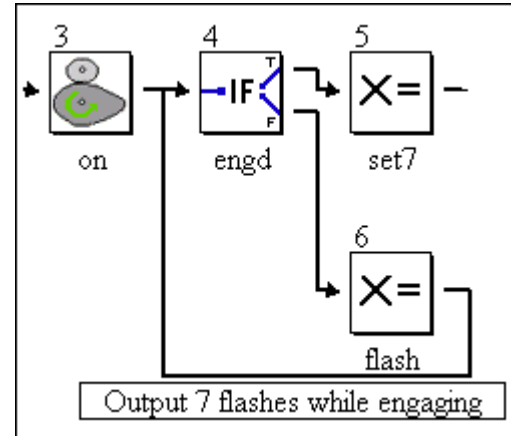 3 4 5
IF
T
F
X=
on engd set7
6
X=
flash
Output 7 flashes while engaging